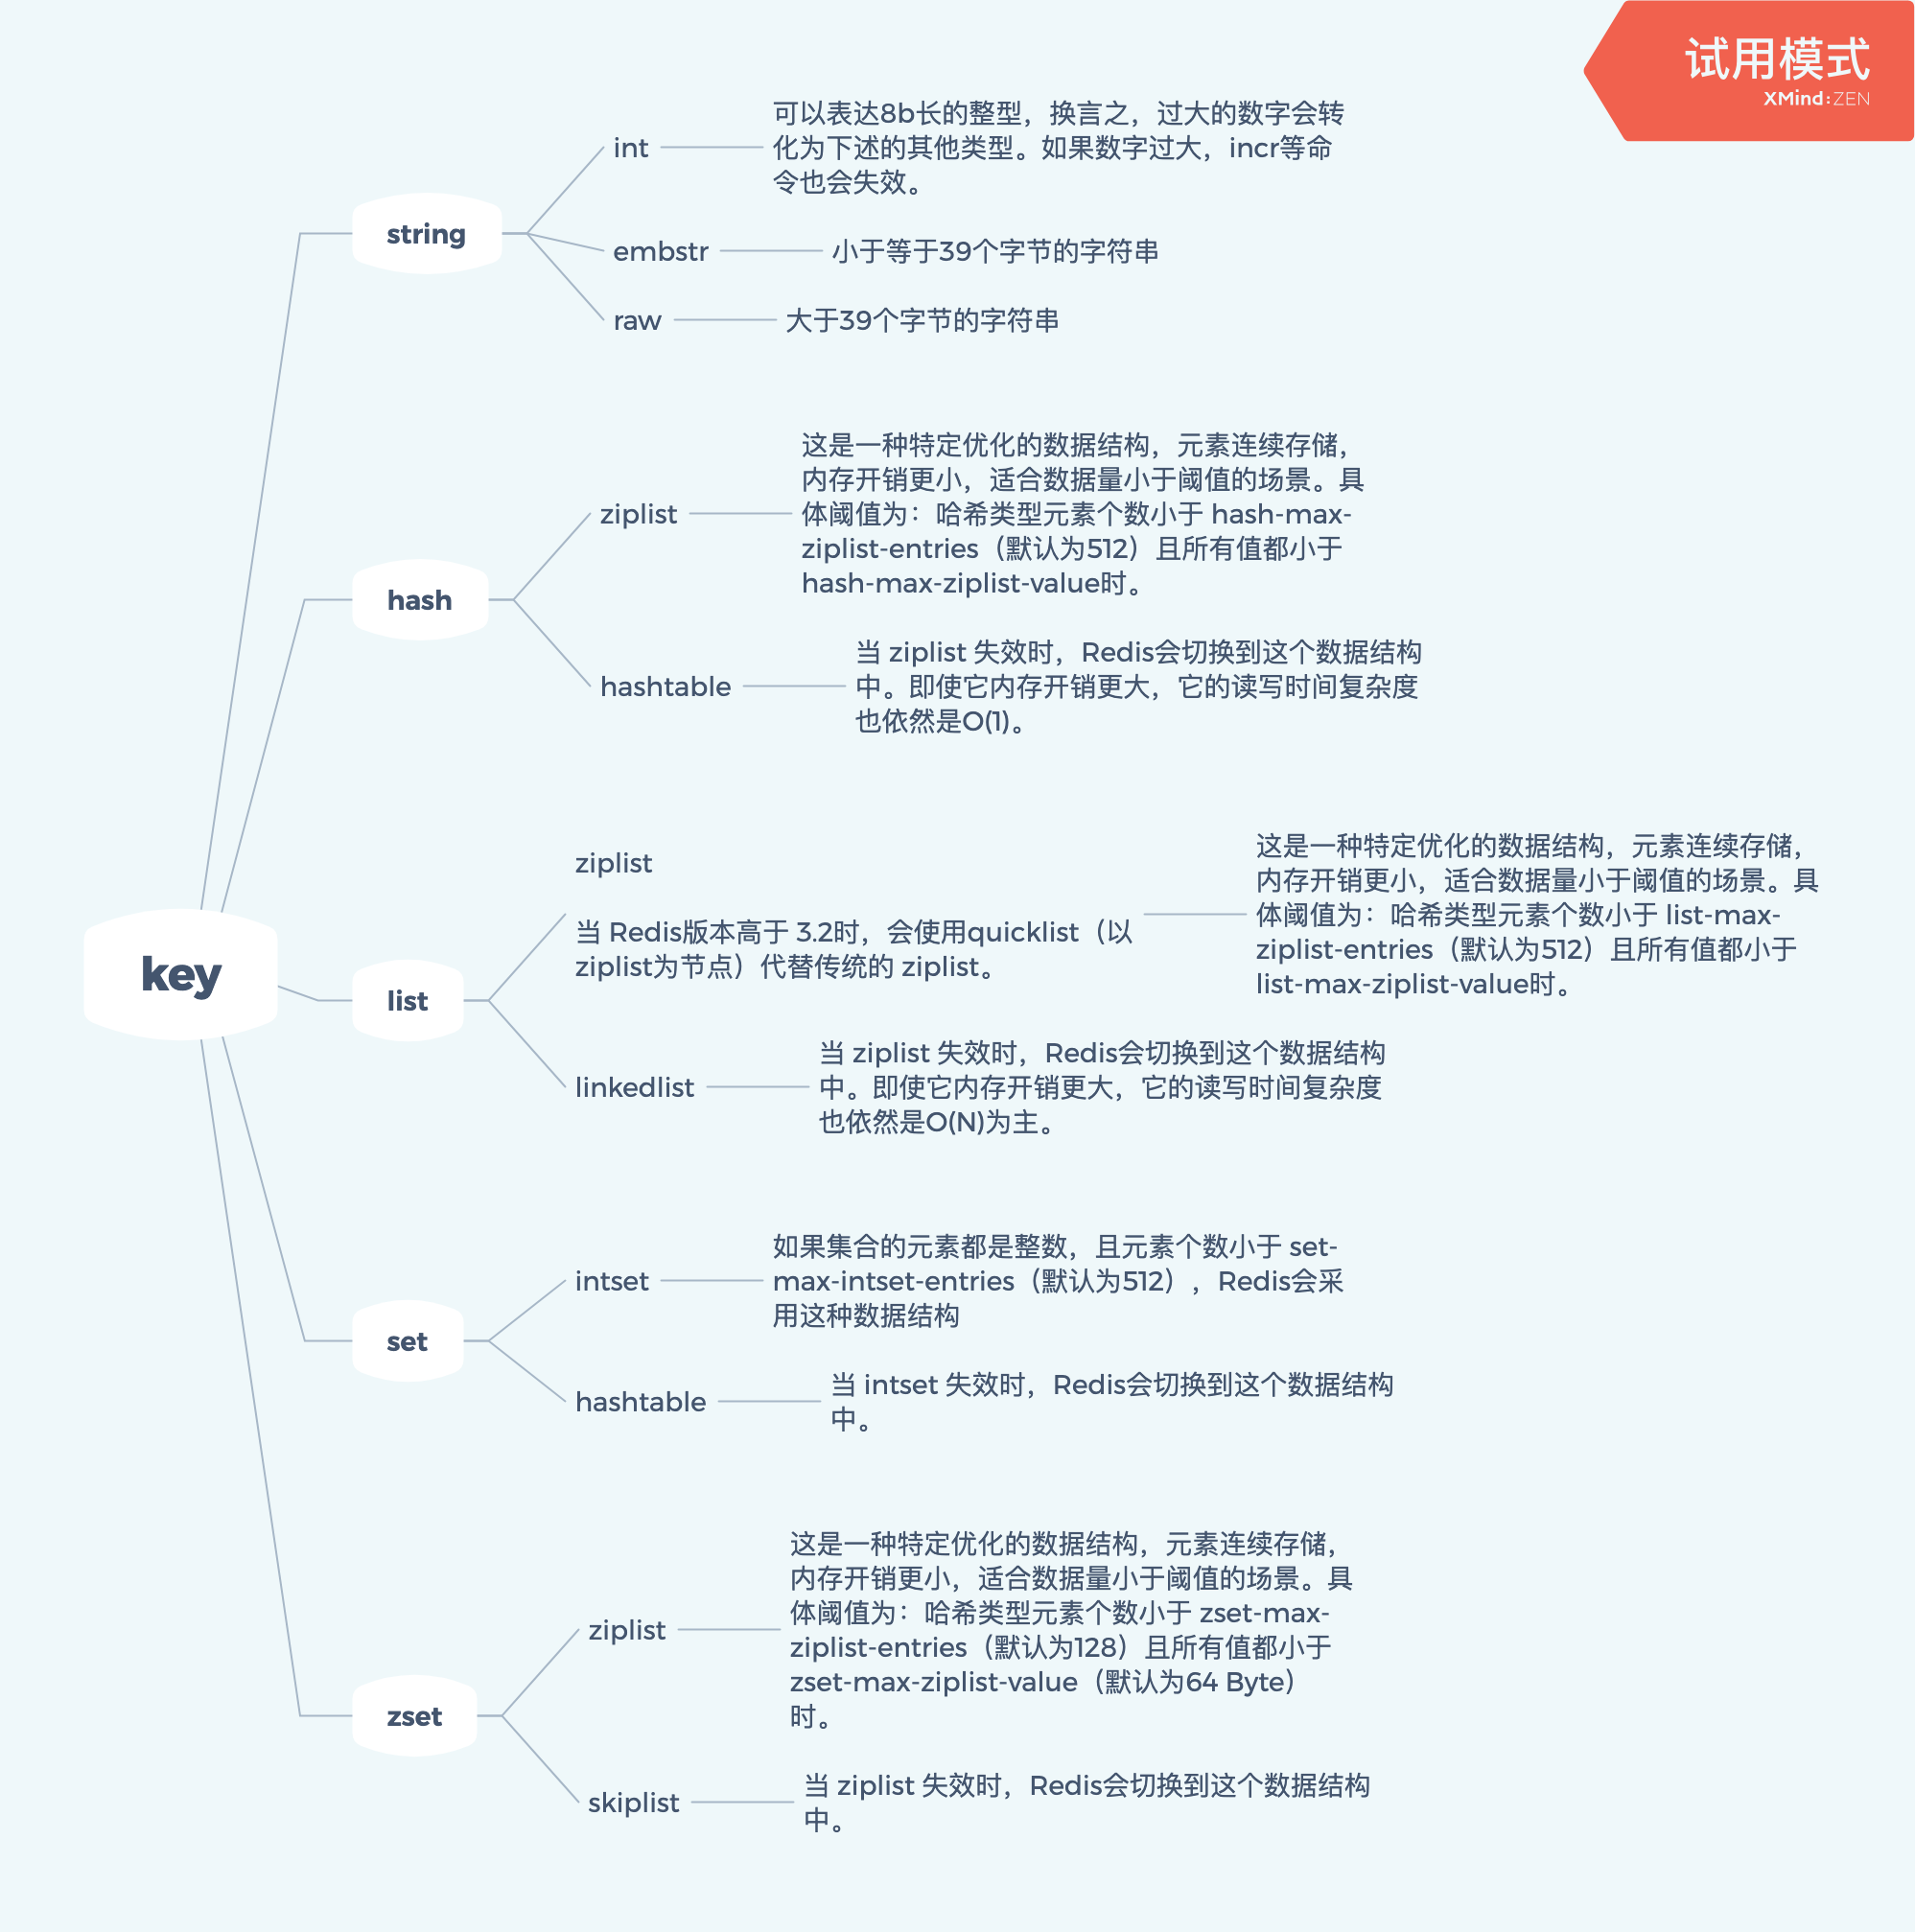 试用模式
XMind:ZEN
key
string
int
可以表达8b长的整型，换言之，过大的数字会转
化为下述的其他类型。如果数字过大，incr等命
令也会失效。
embstr
小于等于39个字节的字符串
raw
大于39个字节的字符串
hash
ziplist
这是一种特定优化的数据结构，元素连续存储，
内存开销更小，适合数据量小于阈值的场景。具
体阈值为：哈希类型元素个数小于 hash-max-
ziplist-entries（默认为512）且所有值都小于
hash-max-ziplist-value时。
hashtable
当 ziplist 失效时，Redis会切换到这个数据结构
中。即使它内存开销更大，它的读写时间复杂度
也依然是O(1)。
list
ziplist
当 Redis版本高于 3.2时，会使用quicklist（以
ziplist为节点）代替传统的 ziplist。
这是一种特定优化的数据结构，元素连续存储，
内存开销更小，适合数据量小于阈值的场景。具
体阈值为：哈希类型元素个数小于 list-max-
ziplist-entries（默认为512）且所有值都小于
list-max-ziplist-value时。
linkedlist
当 ziplist 失效时，Redis会切换到这个数据结构
中。即使它内存开销更大，它的读写时间复杂度
也依然是O(N)为主。
set
intset
如果集合的元素都是整数，且元素个数小于 set-
max-intset-entries（默认为512），Redis会采
用这种数据结构
hashtable
当 intset 失效时，Redis会切换到这个数据结构
中。
zset
ziplist
这是一种特定优化的数据结构，元素连续存储，
内存开销更小，适合数据量小于阈值的场景。具
体阈值为：哈希类型元素个数小于 zset-max-
ziplist-entries（默认为128）且所有值都小于
zset-max-ziplist-value（默认为64 Byte）
时。
skiplist
当 ziplist 失效时，Redis会切换到这个数据结构
中。